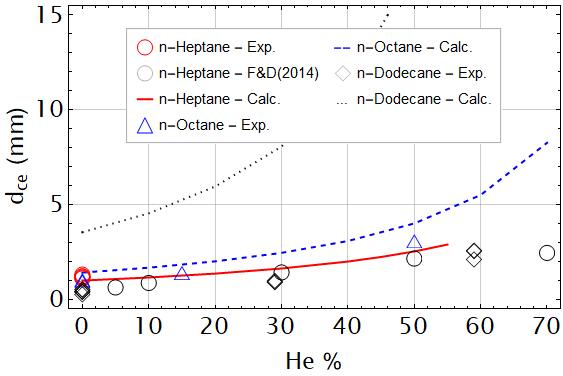 15
10
5
0
d_ce (mm)
n−Heptane − Exp.
n−Heptane − F&D(2014)
n−Heptane − Calc.
n−Octane − Exp.
n−Octane − Calc.
n−Dodecane − Exp.
n−Dodecane − Calc.
0 10 20 30 40 50 60 70
He %